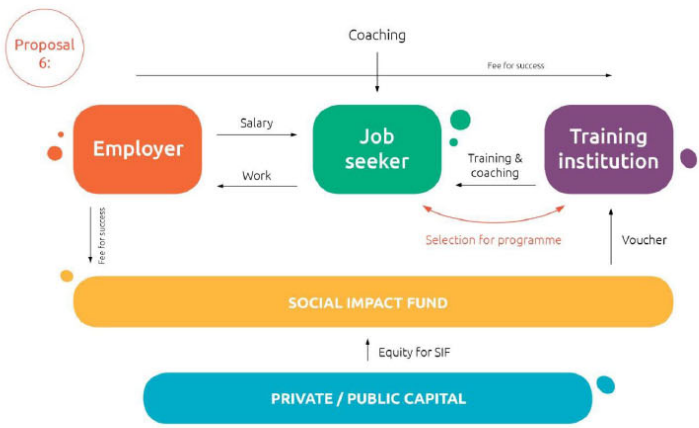 Proposal
6:
Coaching
Fee for success
Employer
Salary
Work
Job
seeker
Training &
coaching
Training
institution
Fee for success
Selection for programme
Voucher
SOCIAL IMPACT FUND
Equity for SIF
PRIVATE / PUBLIC CAPITAL